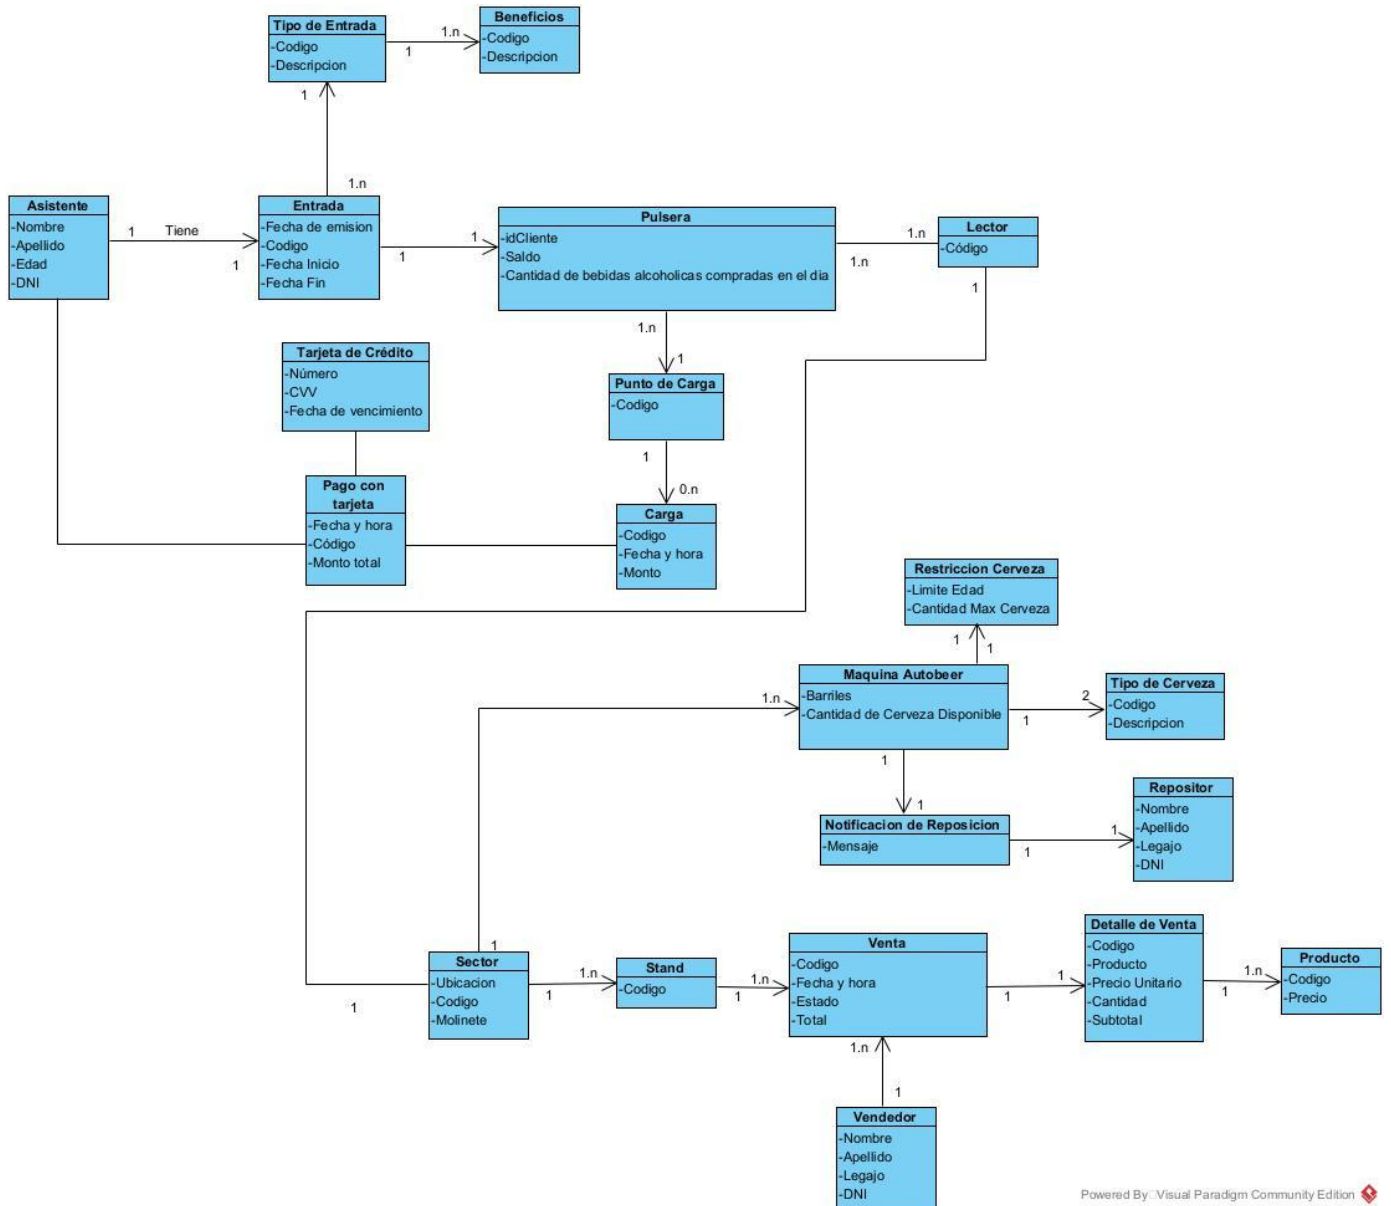 Tipo de Entrada
-Codigo
-Descripcion
1
1.n
Beneficios
-Codigo
-Descripcion
1
1.n
Asistente
-Nombre
-Apellido
-Edad
-DNI
1
Tiene
1
Entrada
-Fecha de emision
-Codigo
-Fecha Inicio
-Fecha Fin
1
1
Pulsera
-idCliente
-Saldo
-Cantidad de bebidas alcoholicas compradas en el dia
1.n
1.n
Lector
-Código
1
1.n
1
Tarjeta de Crédito
-Número
-CVV
-Fecha de vencimiento
Punto de Carga
-Codigo
1
0.n
Pago con
tarjeta
-Fecha y hora
-Código
-Monto total
Carga
-Codigo
-Fecha y hora
-Monto
Restriccion Cerveza
-Limite Edad
-Cantidad Max Cerveza
1
1
Maquina Autobeer
-Barriles
-Cantidad de Cerveza Disponible
1.n
2
1
Tipo de Cerveza
-Codigo
-Descripcion
1
1
Notificacion de Reposicion
-Mensaje
1
1
Repositor
-Nombre
-Apellido
-Legajo
-DNI
1
1
Sector
-Ubicacion
-Codigo
-Molinete
1
1.n
Stand
-Codigo
1
1.n
Venta
-Codigo
-Fecha y hora
-Estado
-Total
1
1
Detalle de Venta
-Codigo
-Producto
-Precio Unitario
-Cantidad
-Subtotal
1
1.n
Producto
-Codigo
-Precio
1.n
1
Vendedor
-Nombre
-Apellido
-Legajo
-DNI
Powered By Visual Paradigm Community Edition